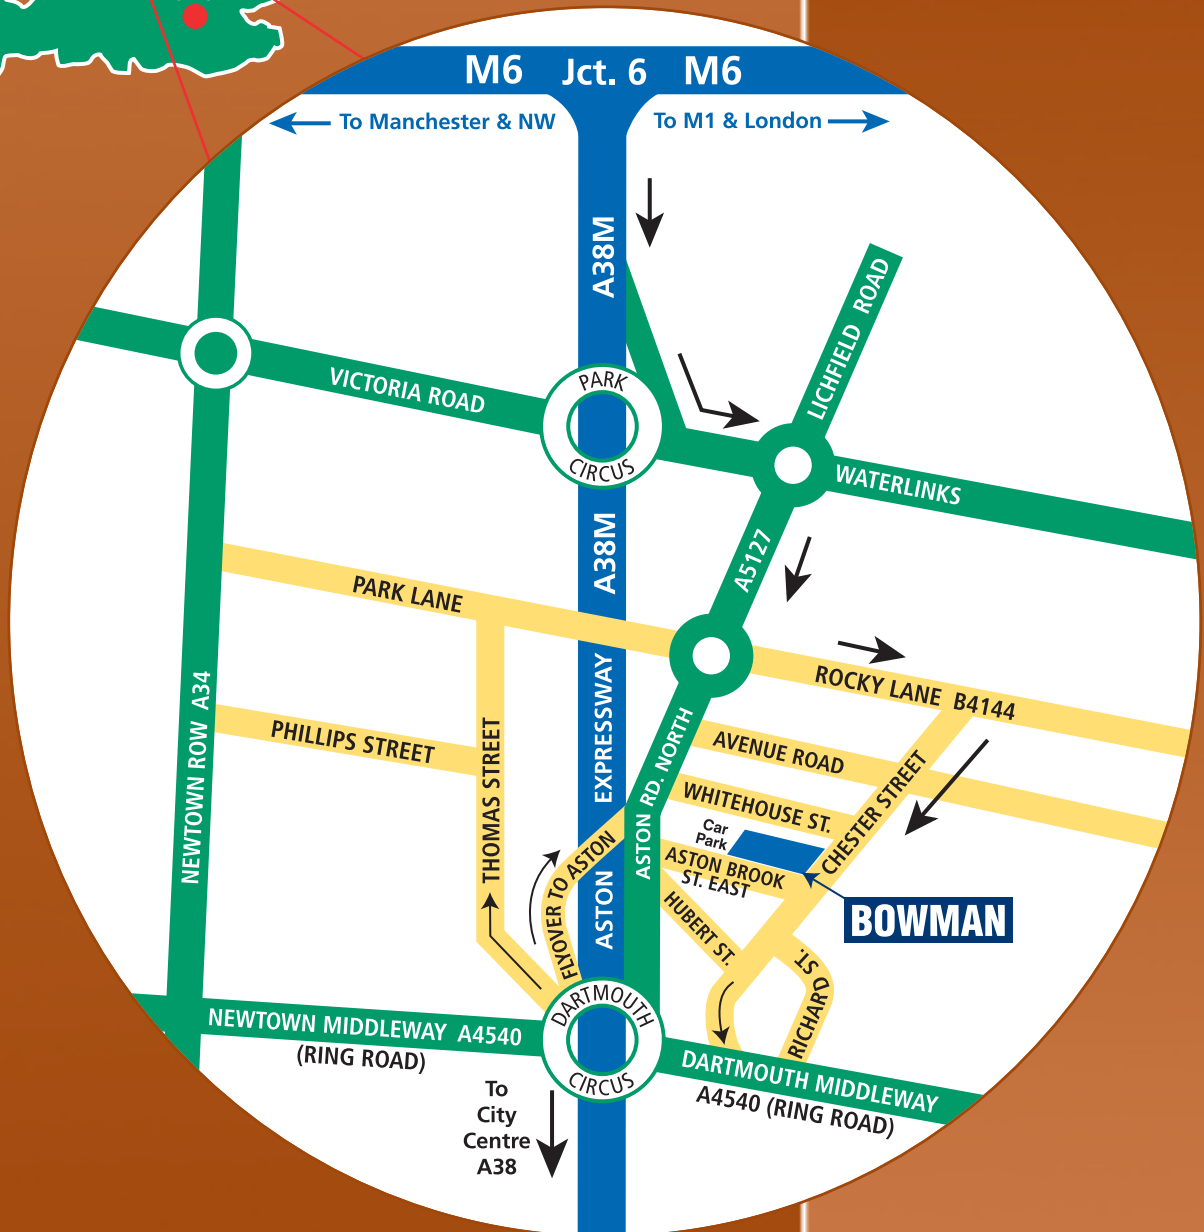 M6 Jct. 6 M6
To Manchester & NW
To M1 & London
A38M
LICHFIELD ROAD
VICTORIA ROAD
PARK
CIRCUS
WATERLINKS
A38M
A5127
PARK LANE
ROCKY LANE B4144
NEWTOWN ROW A34
PHILLIPS STREET
THOMAS STREET
ASTON EXPRESSWAY
ASTON RD. NORTH
AVENUE ROAD
WHITEHOUSE ST.
CHESTER STREET
Car
Park
ASTON BROOK
ST. EAST
FLYOVER TO ASTON
HUBERT ST.
BOWMAN
RICHARD ST.
DARTMOUTH
CIRCUS
NEWTOWN MIDDLEWAY A4540
(RING ROAD)
DARTMOUTH MIDDLEWAY
A4540 (RING ROAD)
To
City
Centre
A38